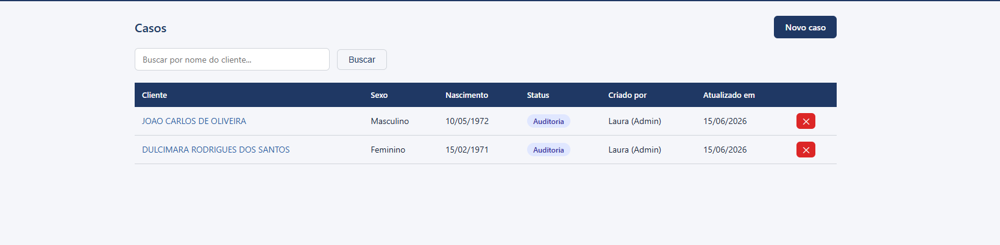 Casos
Novo caso
Buscar por nome do cliente...
Buscar
Cliente Sexo Nascimento Status Criado por Atualizado em
JOAO CARLOS DE OLIVEIRA Masculino 10/05/1972 Auditoria Laura (Admin) 15/06/2026
DULCIMARA RODRIGUES DOS SANTOS Feminino 15/02/1971 Auditoria Laura (Admin) 15/06/2026